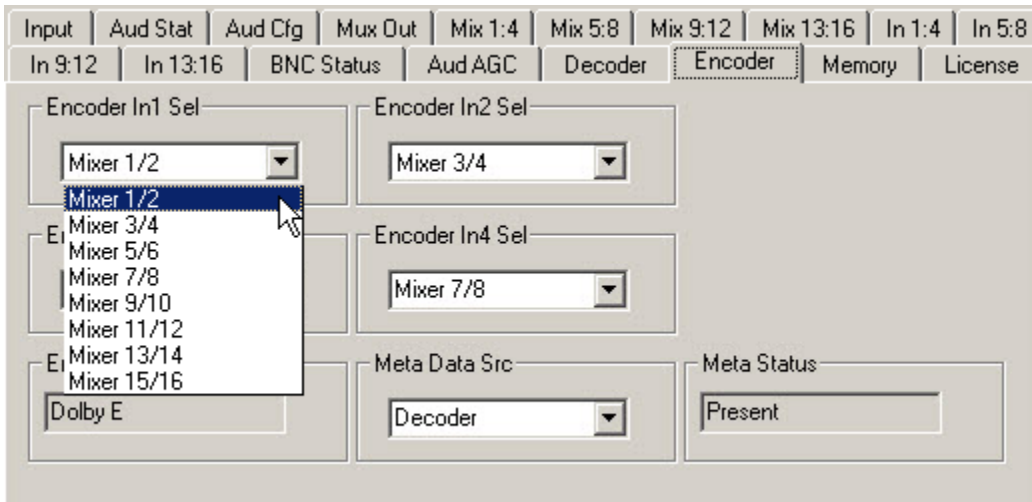 Input Aud Stat Aud Cfg Mux Out Mix 1:4 Mix 5:8 Mix 9:12 Mix 13:16 In 1:4 In 5:8
In 9:12 In 13:16 BNC Status Aud AGC Decoder Encoder Memory License
Encoder In1 Sel Encoder In2 Sel
Mixer 1/2 Mixer 3/4
Mixer 1/2
Mixer 3/4
Encoder In4 Sel
Mixer 5/6
Mixer 7/8 Mixer 7/8
Mixer 9/10
Mixer 11/12
Mixer 13/14 Meta Data Src Meta Status
Mixer 15/16
Dolby E Decoder Present